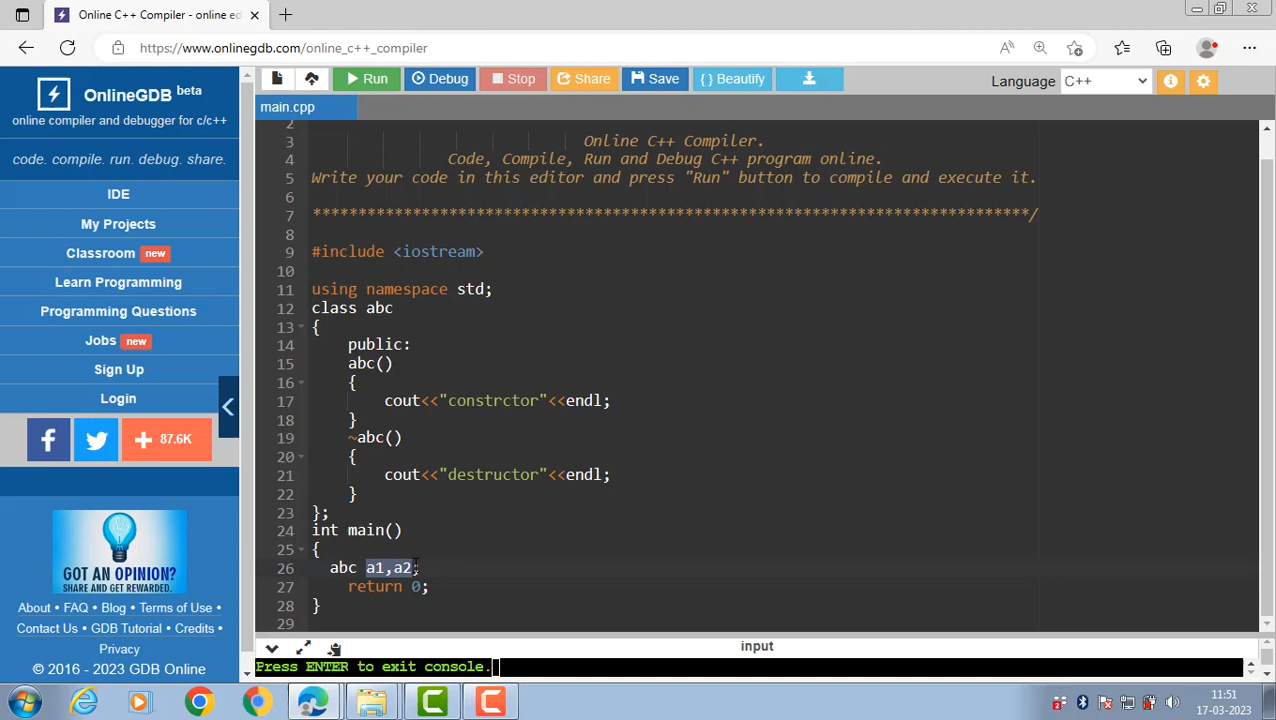 Online C++ Compiler - online ed
https://www.onlinegdb.com/online_c++_compiler
OnlineGDB beta
online compiler and debugger for c/c++
code. compile. run. debug. share.
IDE
My Projects
Classroom new
Learn Programming
Programming Questions
Jobs new
Sign Up
Login
87.6K
GOT AN OPINION?
SHARE AND GET REWARDED.
About • FAQ • Blog • Terms of Use •
Contact Us • GDB Tutorial • Credits •
Privacy
© 2016 - 2023 GDB Online
Run
Debug
Stop
Share
Save
{ } Beautify
Language C++
main.cpp
2
3 Online C++ Compiler.
4 Code, Compile, Run and Debug C++ program online.
5 Write your code in this editor and press "Run" button to compile and execute it.
6
7 *******************************************************************************/
8
9 #include <iostream>
10
11 using namespace std;
12 class abc
13 {
14 public:
15 abc()
16 {
17 cout<<"constrctor"<<endl;
18 }
19 ~abc()
20 {
21 cout<<"destructor"<<endl;
22 }
23 };
24 int main()
25 {
26 abc a1,a2;
27 return 0;
28 }
29
input
Press ENTER to exit console.
11:51
17-03-2023